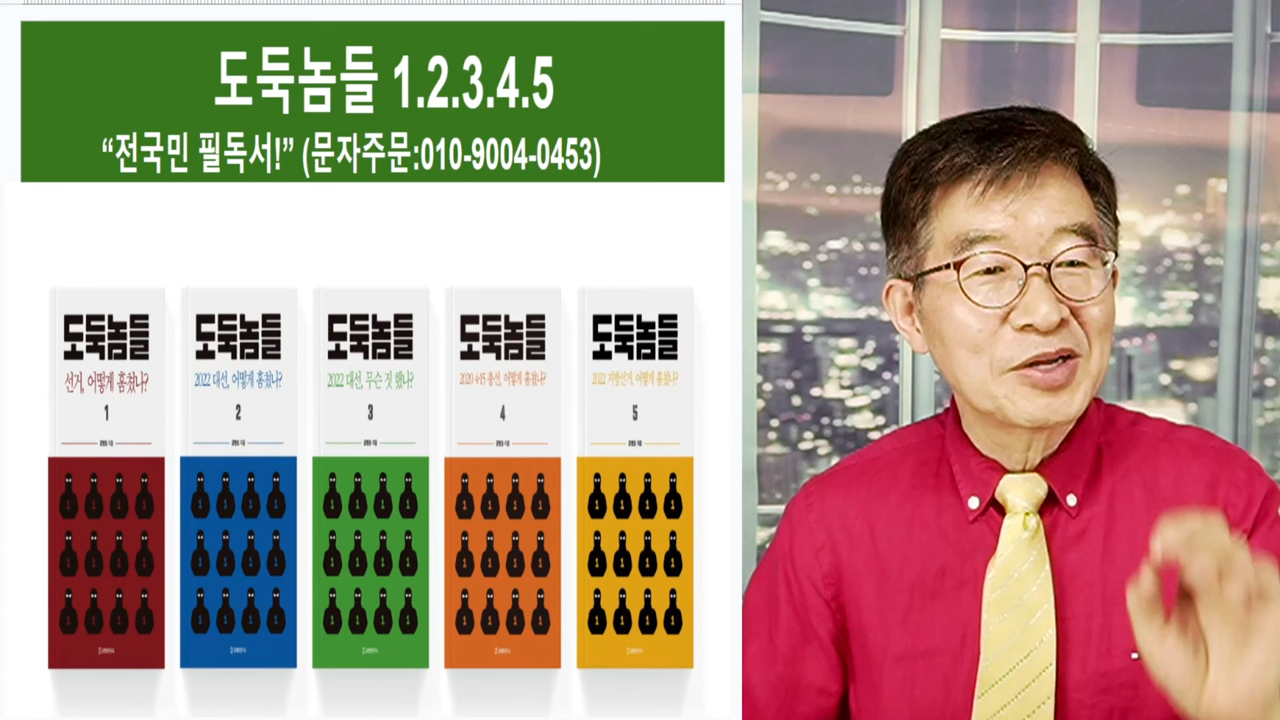 도둑놈들 1.2.3.4.5
“전국민 필독서!” (문자주문:010-9004-0453)
도둑놈들
선거, 어떻게 훔쳤나?
1
도둑놈들
2022 대선, 어떻게 훔쳤나?
2
도둑놈들
2022 대선, 무슨 짓 했나?
3
도둑놈들
2020 4·15 총선, 어떻게 훔쳤나?
4
도둑놈들
2022 지방선거, 어떻게 훔쳤나?
5